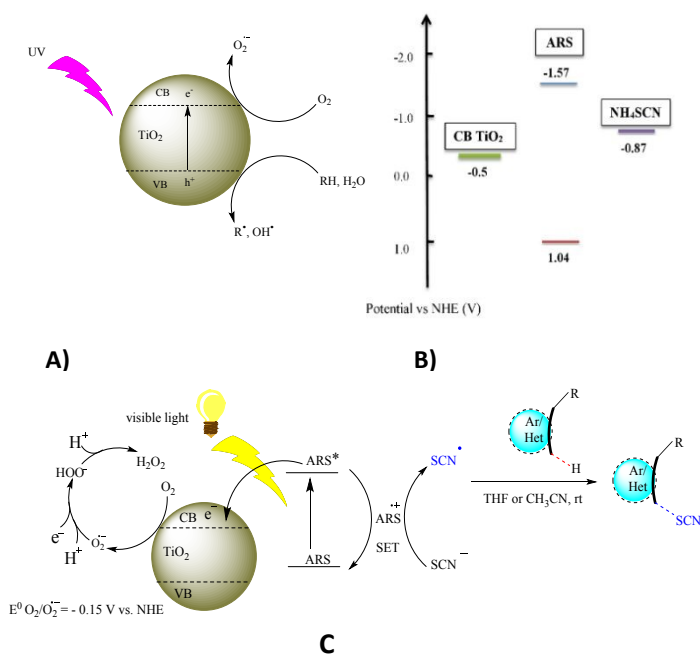 UV
O₂•⁻
CB e⁻
O₂
TiO₂
VB h⁺
RH, H₂O
R•, OH•
-2.0
-1.0
0.0
1.0
ARS
-1.57
NH₄SCN
-0.87
CB TiO₂
-0.5
1.04
Potential vs NHE (V)
A)
B)
visible light
H⁺
HOO⁻
H₂O₂
O₂
e⁻
H⁺
O₂•⁻
CB e⁻
TiO₂
VB
ARS*
ARS
ARS•⁺
SET
SCN•
SCN⁻
Ar/
Het
R
H
THF or CH₃CN, rt
Ar/
Het
R
SCN
E⁰ O₂/O₂•⁻ = - 0.15 V vs. NHE
C